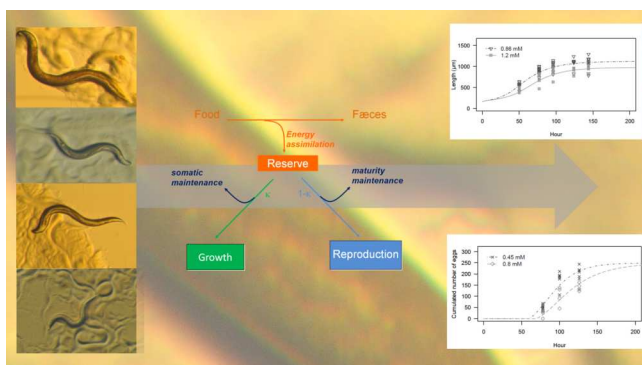 Food
Fæces
Energy
assimilation
Reserve
somatic
maintenance
maturity
maintenance
κ
1-κ
Growth
Reproduction
Length (µm)
1500
1000
500
0
0.86 mM
1.2 mM
0
50
100
150
200
Hour
Cumulated number of eggs
300
250
200
150
100
50
0
0.45 mM
0.6 mM
0
50
100
150
200
Hour